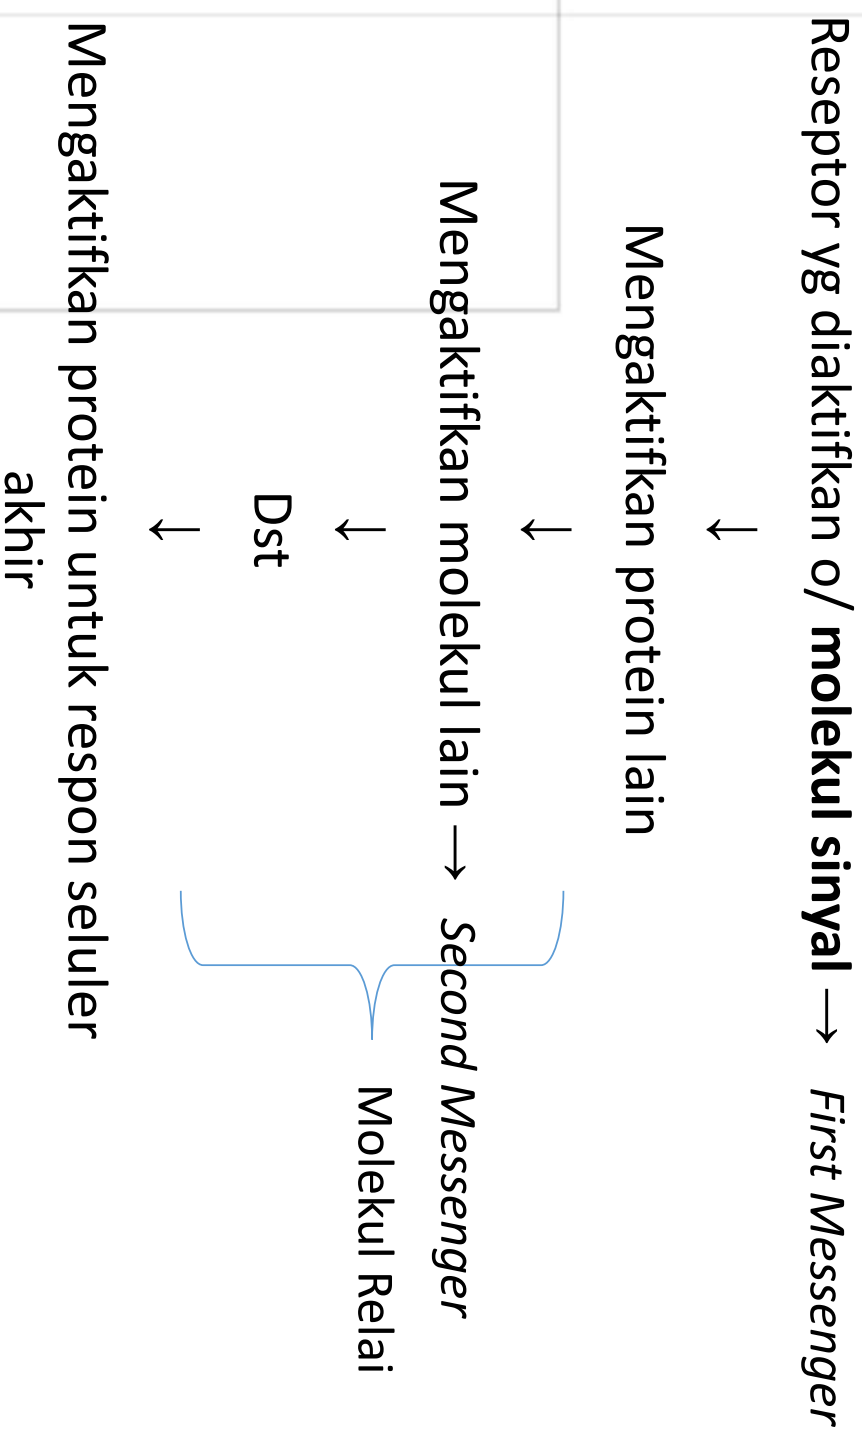 Reseptor yg diaktifkan o/ molekul sinyal → First Messenger
↓
Mengaktifkan protein lain
↓
Mengaktifkan molekul lain → Second Messenger
↓
Molekul Relai
Dst
↓
Mengaktifkan protein untuk respon seluler
akhir